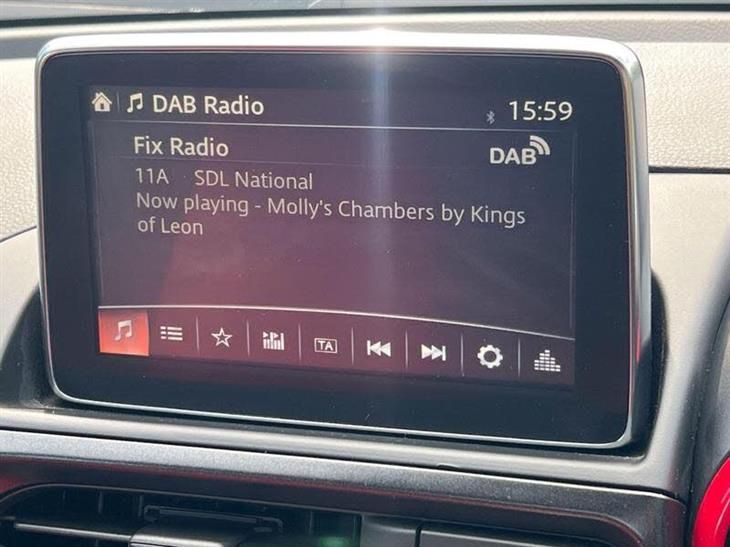 DAB Radio 15:59
Fix Radio DAB
11A SDL National
Now playing - Molly's Chambers by Kings
of Leon
TA